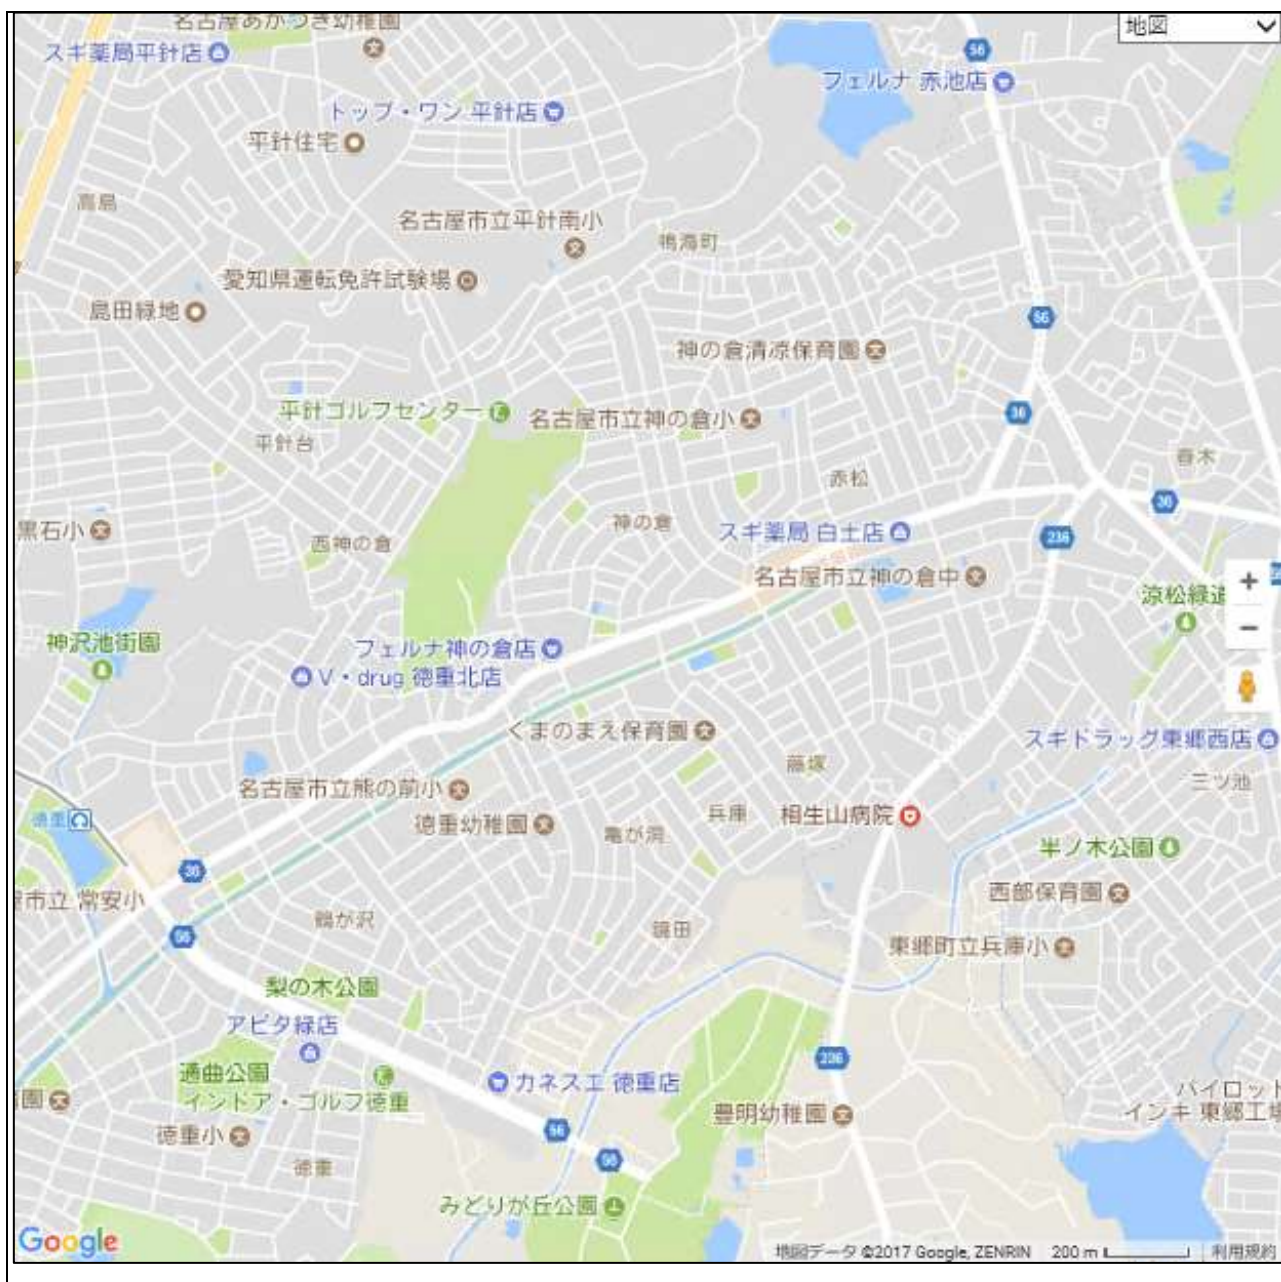 名古屋あかつき幼稚園
地図
スギ薬局平針店
56
フェルナ 赤池店
トップ・ワン 平針店
平針住宅
高島
名古屋市立平針南小
鳴海町
愛知県運転免許試験場
島田緑地
56
神の倉清凉保育園
平針ゴルフセンター
名古屋市立神の倉小
36
平針台
春木
赤松
36
黒石小
西神の倉
神の倉
スギ薬局 白土店
236
名古屋市立神の倉中
+
涼松緑道
−
神沢池街園
フェルナ神の倉店
V・drug 徳重北店
くまのまえ保育園
スギドラッグ東郷西店
藤塚
三ツ池
名古屋市立熊の前小
徳重
徳重幼稚園
亀が洞
兵庫
相生山病院
半ノ木公園
36
市立 常安小
西部保育園
鶴が沢
鏡田
56
東郷町立兵庫小
梨の木公園
アピタ緑店
236
通曲公園
インドア・ゴルフ徳重
カネスエ 徳重店
パイロット
インキ 東郷工場
園
豊明幼稚園
徳重小
56
56
徳重
みどりが丘公園
Google
地図データ ©2017 Google, ZENRIN 200 m 利用規約